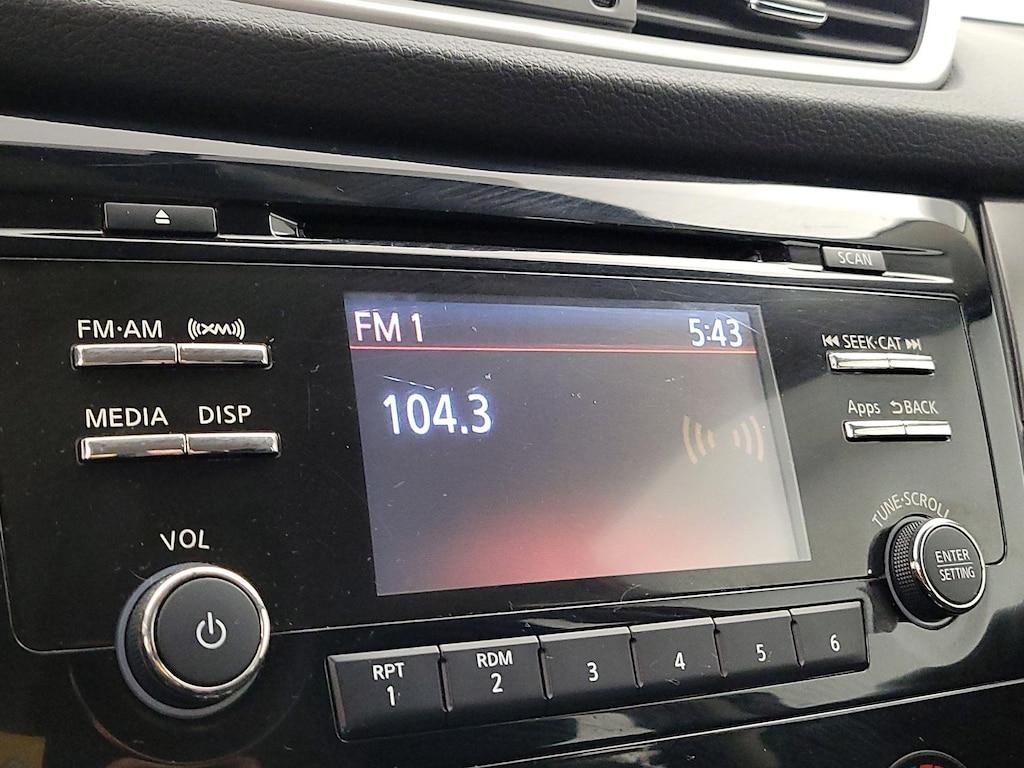 SCAN
FM·AM (((XM)))
FM 1 5:43
⏮ SEEK·CAT ⏭
104.3
MEDIA DISP
Apps ⮌BACK
TUNE·SCROLL
VOL
ENTER
SETTING
RPT
1
RDM
2
3
4
5
6